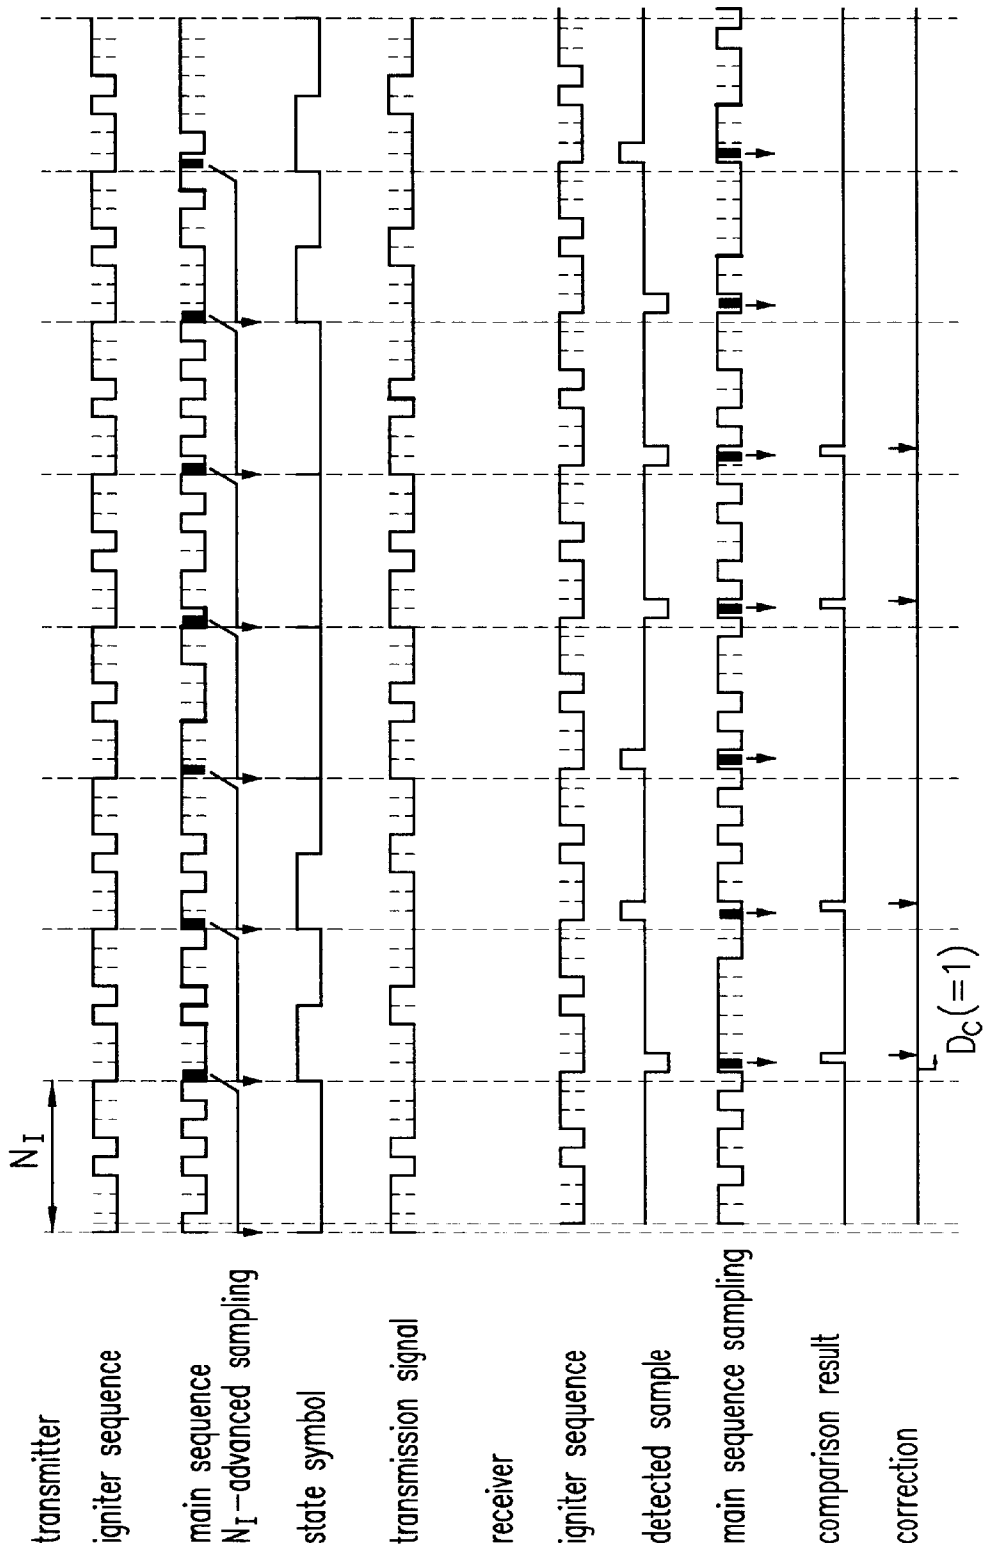 transmitter
N_I
igniter sequence
main sequence
N_I-advanced sampling
state symbol
transmission signal
receiver
igniter sequence
detected sample
main sequence sampling
comparison result
correction
D_C(=1)